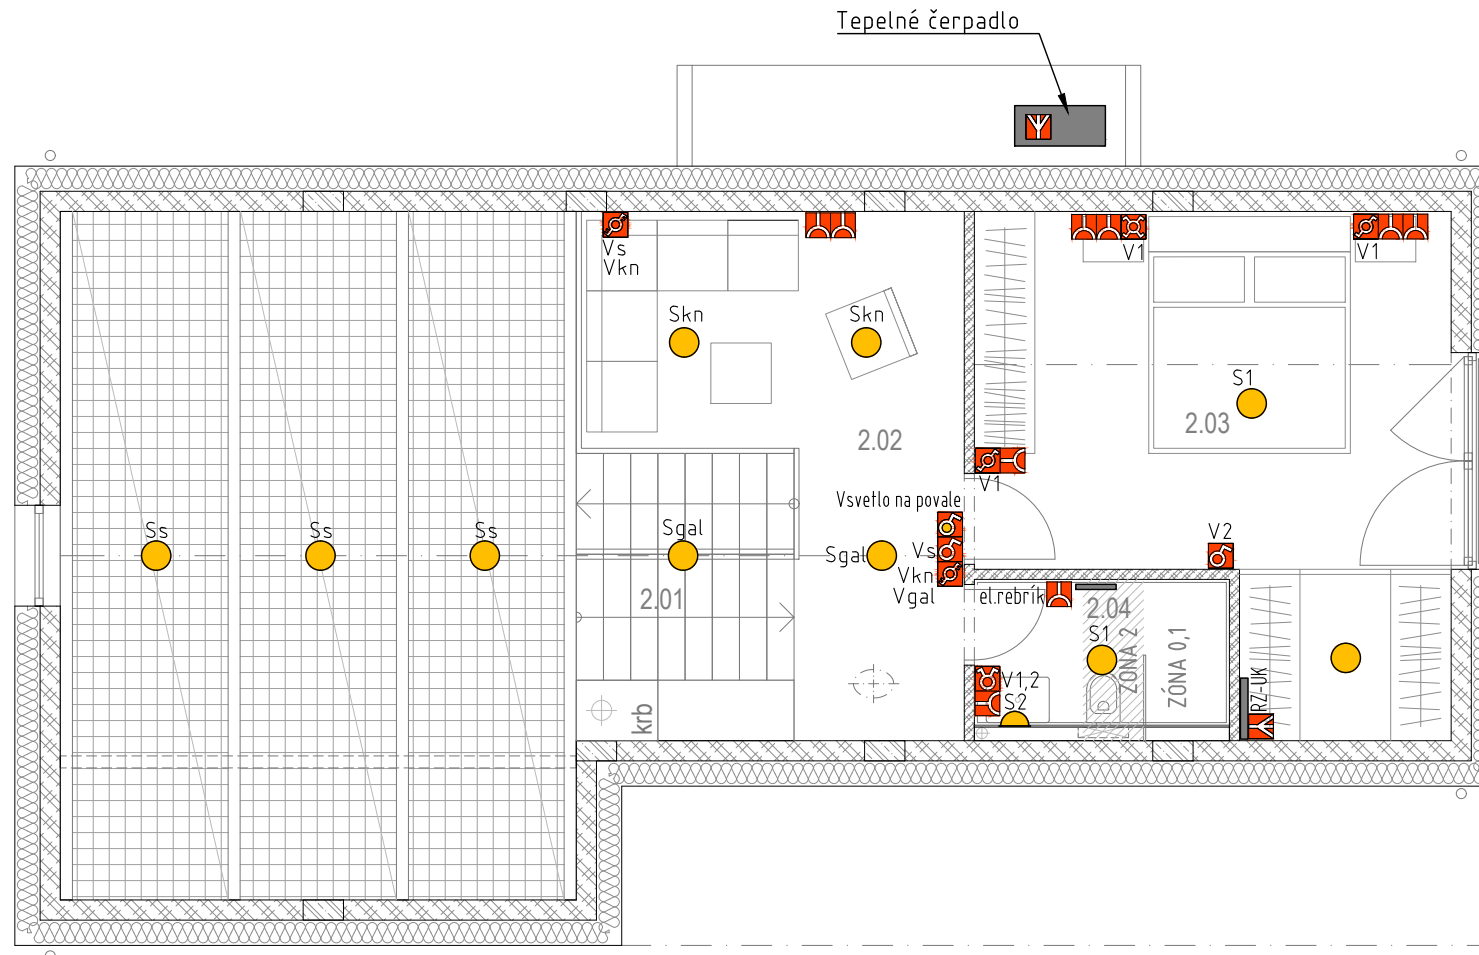 Tepelné čerpadlo
Vs
Vkn
V1
V1
Skn
Skn
S1
2.03
2.02
V1
Vsvetlo na povale
Ss
Ss
Ss
Sgal
Sgal
Vs
V2
Vkn
Vgal
2.01
el.rebrík
2.04
S1
ZÓNA 2
ZÓNA 0,1
V1,2
S2
RZ-UK
krb